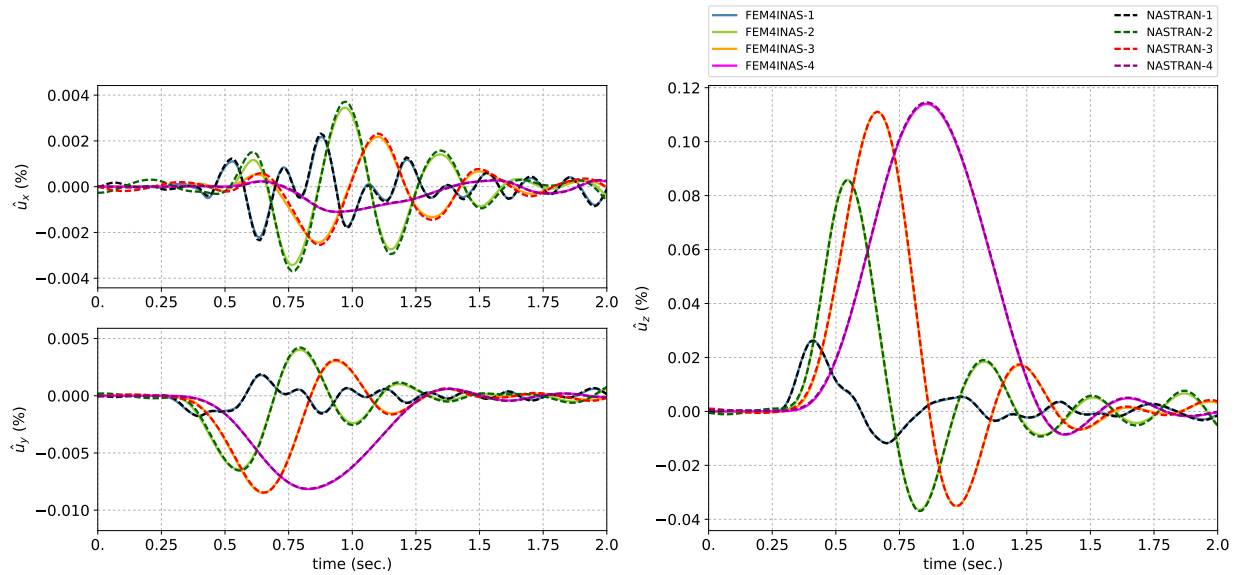 0.004
0.002
0.000
−0.002
−0.004
û_x (%)
0. 0.25 0.5 0.75 1.0 1.25 1.5 1.75 2.0
0.005
0.000
−0.005
−0.010
û_y (%)
0. 0.25 0.5 0.75 1.0 1.25 1.5 1.75 2.0
time (sec.)
FEM4INAS-1 NASTRAN-1
FEM4INAS-2 NASTRAN-2
FEM4INAS-3 NASTRAN-3
FEM4INAS-4 NASTRAN-4
0.12
0.10
0.08
0.06
0.04
0.02
0.00
−0.02
−0.04
û_z (%)
0. 0.25 0.5 0.75 1.0 1.25 1.5 1.75 2.0
time (sec.)